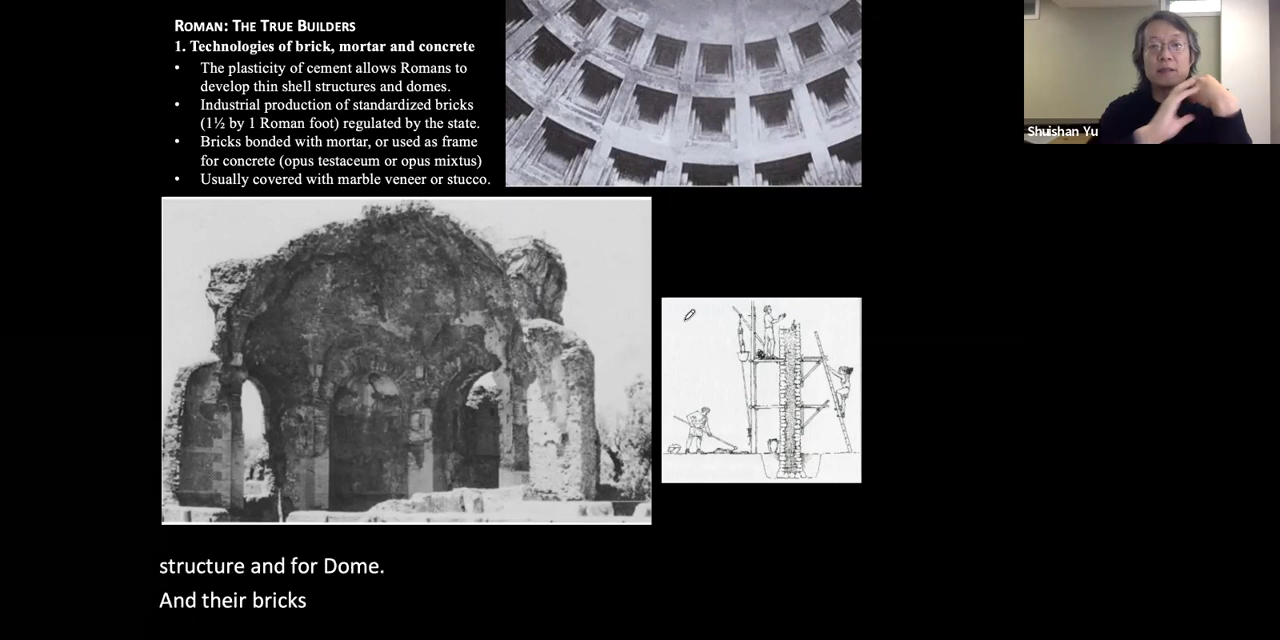 ROMAN: THE TRUE BUILDERS
1. Technologies of brick, mortar and concrete
• The plasticity of cement allows Romans to
develop thin shell structures and domes.
• Industrial production of standardized bricks
(1½ by 1 Roman foot) regulated by the state.
• Bricks bonded with mortar, or used as frame
for concrete (opus testaceum or opus mixtus)
• Usually covered with marble veneer or stucco.
Shuishan Yu
structure and for Dome.
And their bricks